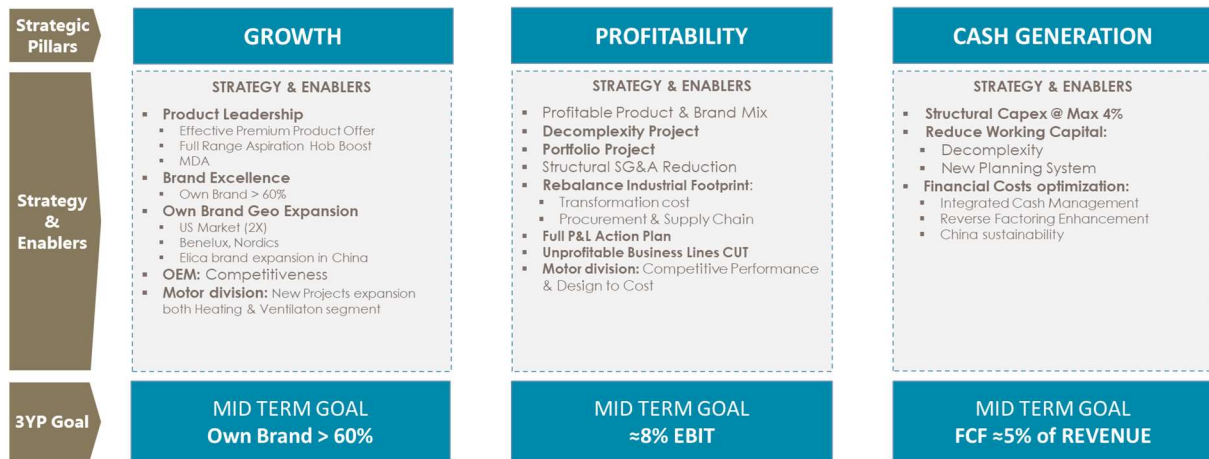 Strategic
Pillars
GROWTH
PROFITABILITY
CASH GENERATION
Strategy
&
Enablers
STRATEGY & ENABLERS
▪ Product Leadership
▪ Effective Premium Product Offer
▪ Full Range Aspiration Hob Boost
▪ MDA
▪ Brand Excellence
▪ Own Brand > 60%
▪ Own Brand Geo Expansion
▪ US Market (2X)
▪ Benelux, Nordics
▪ Elica brand expansion in China
▪ OEM: Competitiveness
▪ Motor division: New Projects expansion
both Heating & Ventilaton segment
STRATEGY & ENABLERS
▪ Profitable Product & Brand Mix
▪ Decomplexity Project
▪ Portfolio Project
▪ Structural SG&A Reduction
▪ Rebalance Industrial Footprint:
▪ Transformation cost
▪ Procurement & Supply Chain
▪ Full P&L Action Plan
▪ Unprofitable Business Lines CUT
▪ Motor division: Competitive Performance
& Design to Cost
STRATEGY & ENABLERS
▪ Structural Capex @ Max 4%
▪ Reduce Working Capital:
▪ Decomplexity
▪ New Planning System
▪ Financial Costs optimization:
▪ Integrated Cash Management
▪ Reverse Factoring Enhancement
▪ China sustainability
3YP Goal
MID TERM GOAL
Own Brand > 60%
MID TERM GOAL
≈8% EBIT
MID TERM GOAL
FCF ≈5% of REVENUE